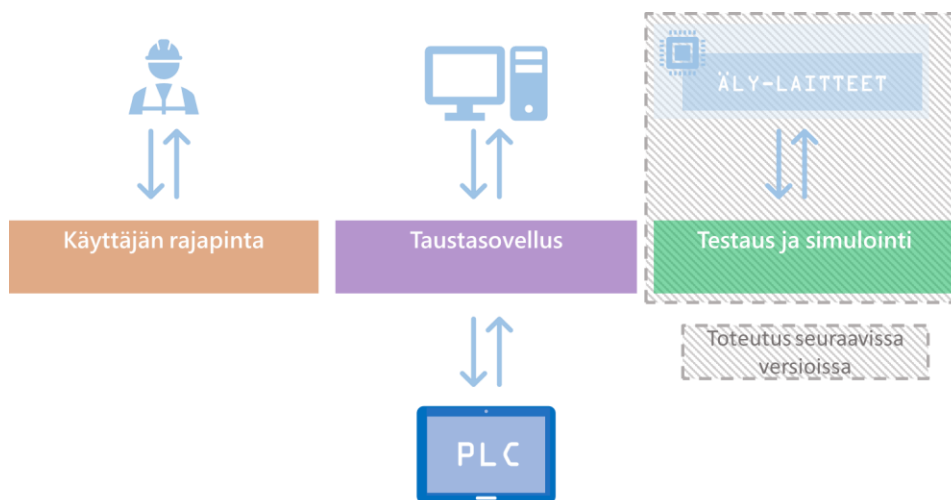 ÄLY-LAITTEET
Käyttäjän rajapinta
Taustasovellus
Testaus ja simulointi
Toteutus seuraavissa
versioissa
PLC